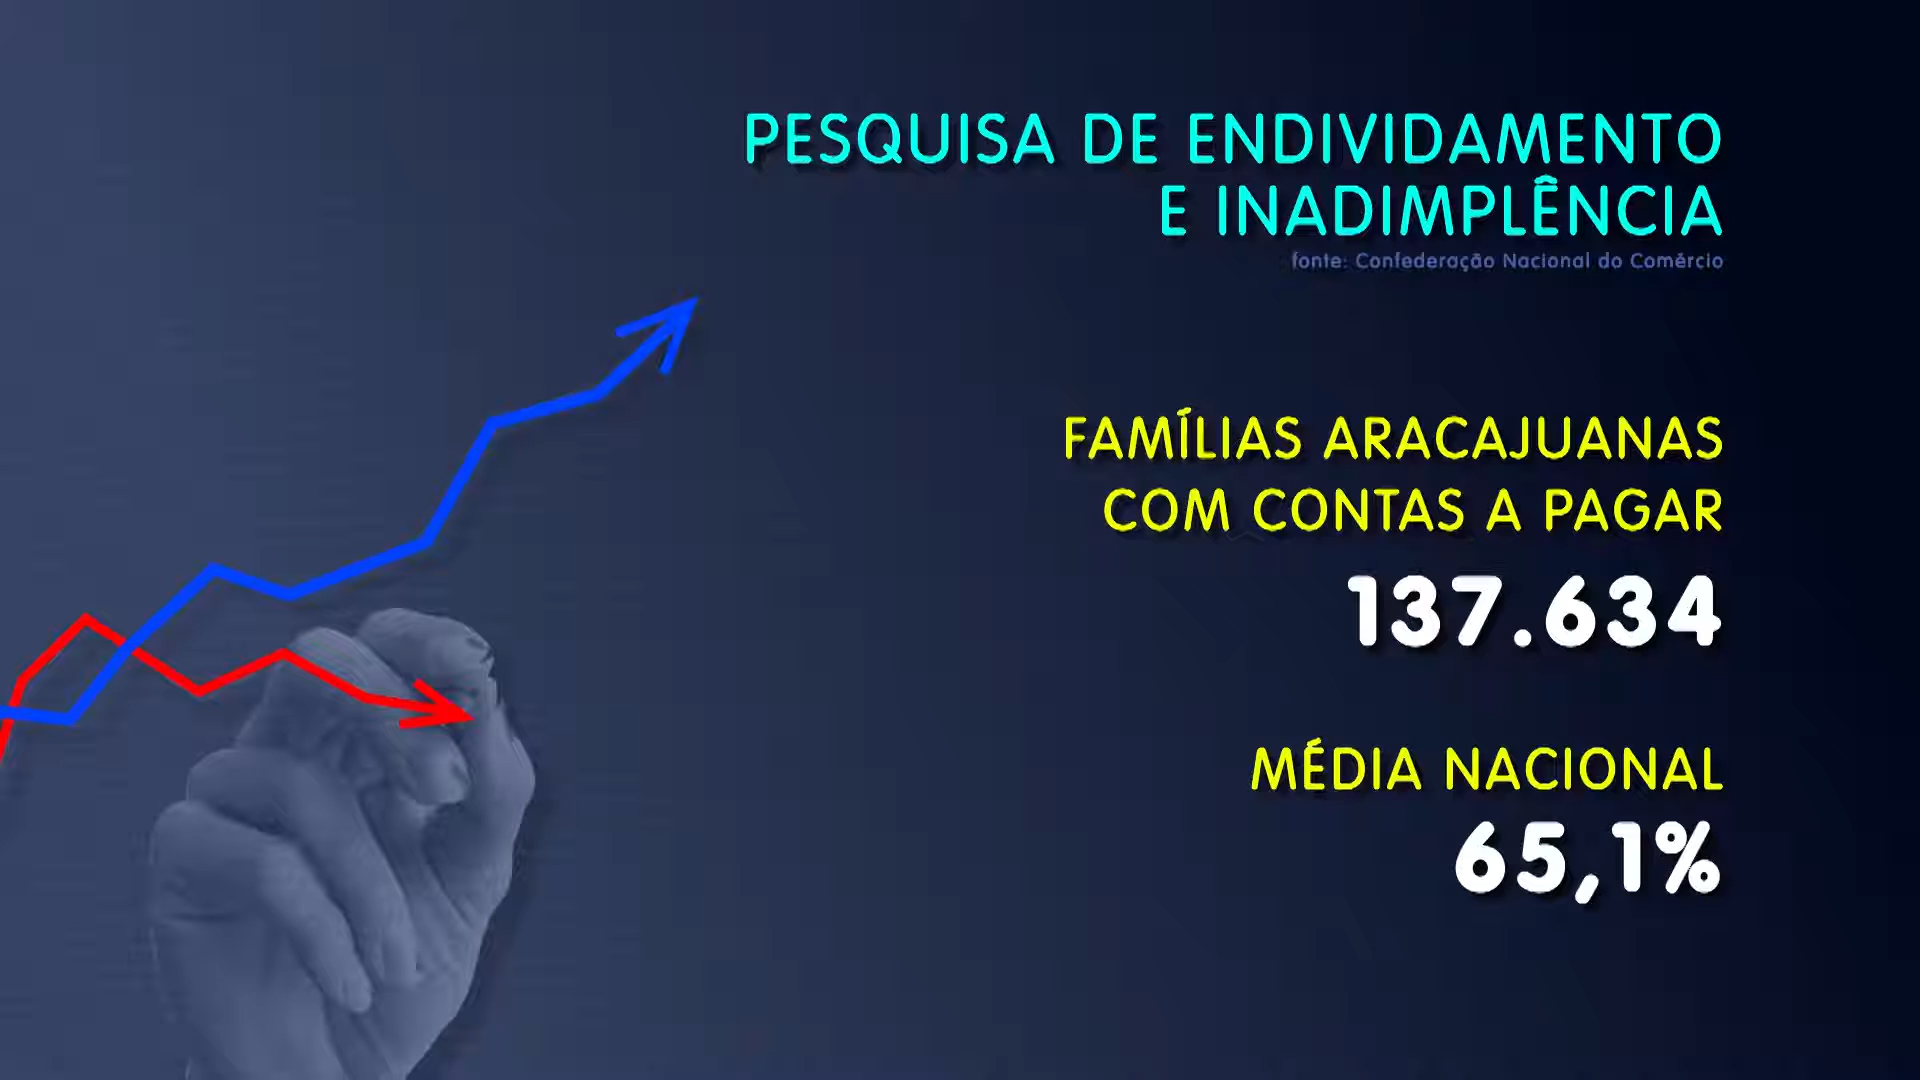 PESQUISA DE ENDIVIDAMENTO
E INADIMPLÊNCIA
fonte: Confederação Nacional do Comércio
FAMÍLIAS ARACAJUANAS
COM CONTAS A PAGAR
137.634
MÉDIA NACIONAL
65,1%